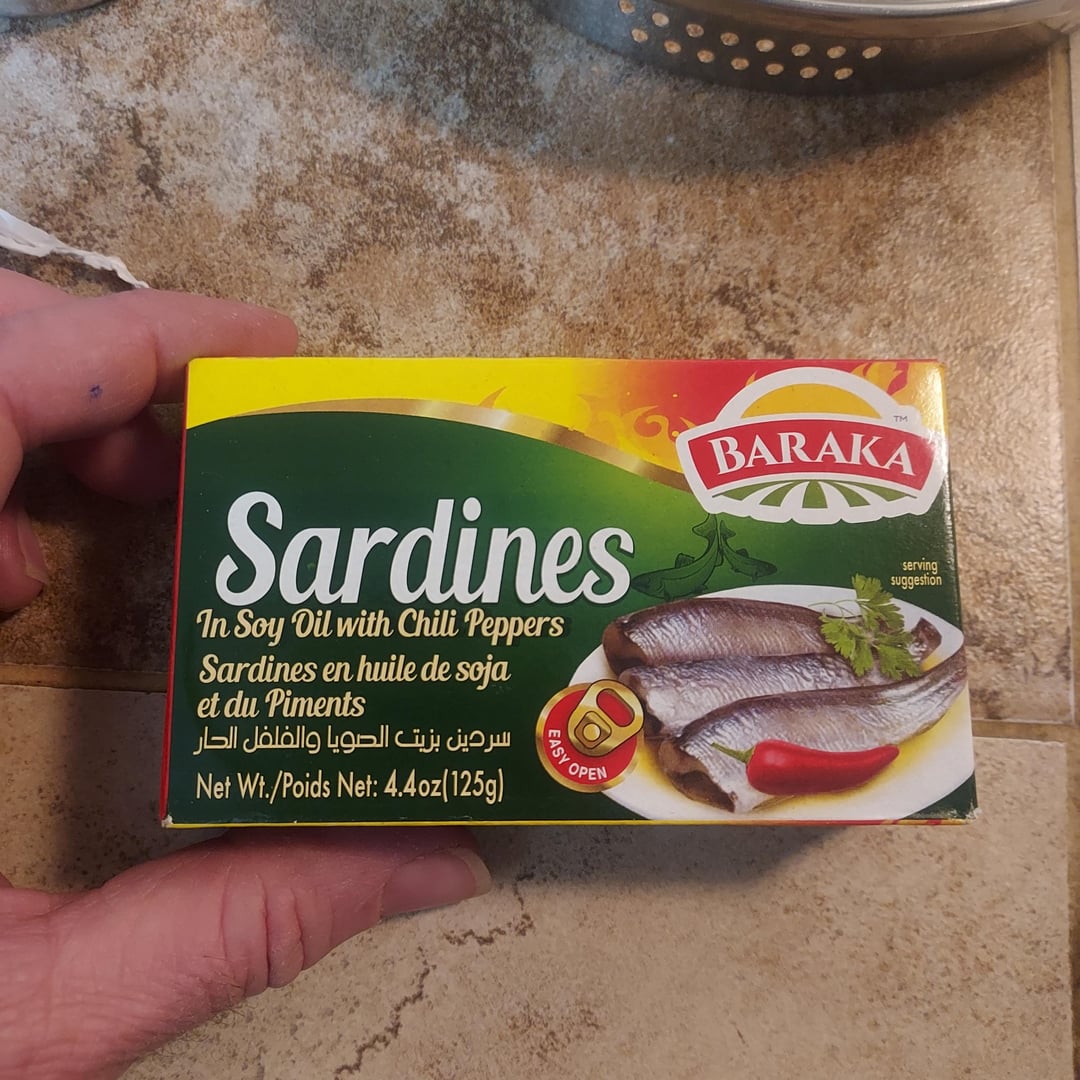 BARAKA
TM
Sardines
In Soy Oil with Chili Peppers
Sardines en huile de soja
et du Piments
سردين بزيت الصويا والفلفل الحار
Net Wt./Poids Net: 4.4oz(125g)
serving
suggestion
EASY OPEN